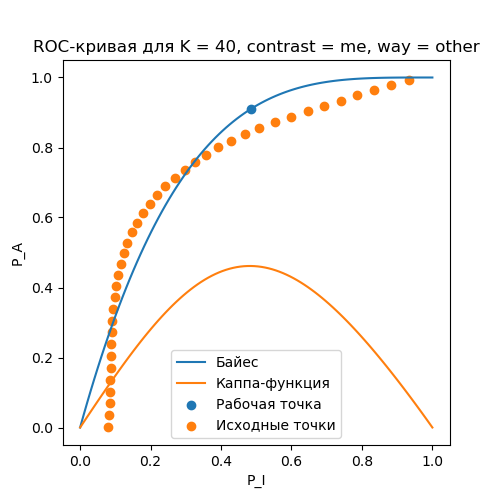 ROC-кривая для K = 40, contrast = me, way = other
1.0
0.8
0.6
0.4
0.2
0.0
P_A
Байес
Каппа-функция
Рабочая точка
Исходные точки
0.0 0.2 0.4 0.6 0.8 1.0
P_I